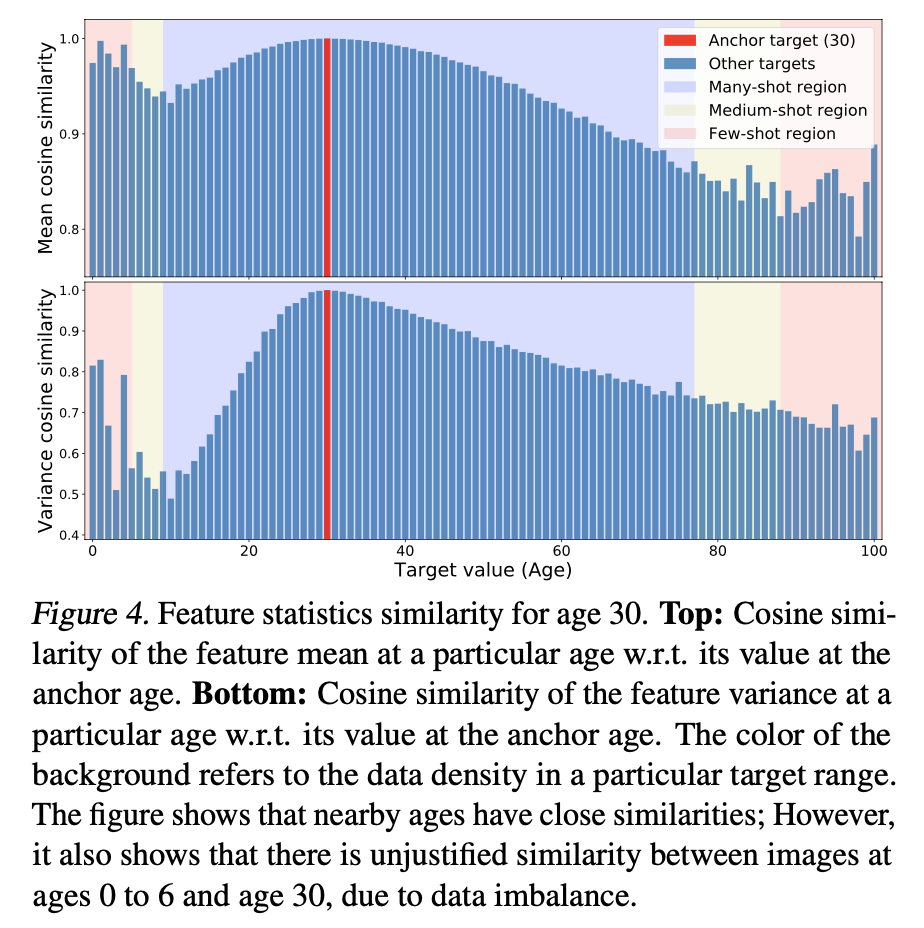 Mean cosine similarity
1.0
0.9
0.8
Anchor target (30)
Other targets
Many-shot region
Medium-shot region
Few-shot region
Variance cosine similarity
1.0
0.9
0.8
0.7
0.6
0.5
0.4
0 20 40 60 80 100
Target value (Age)
Figure 4. Feature statistics similarity for age 30. Top: Cosine simi-
larity of the feature mean at a particular age w.r.t. its value at the
anchor age. Bottom: Cosine similarity of the feature variance at a
particular age w.r.t. its value at the anchor age. The color of the
background refers to the data density in a particular target range.
The figure shows that nearby ages have close similarities; However,
it also shows that there is unjustified similarity between images at
ages 0 to 6 and age 30, due to data imbalance.